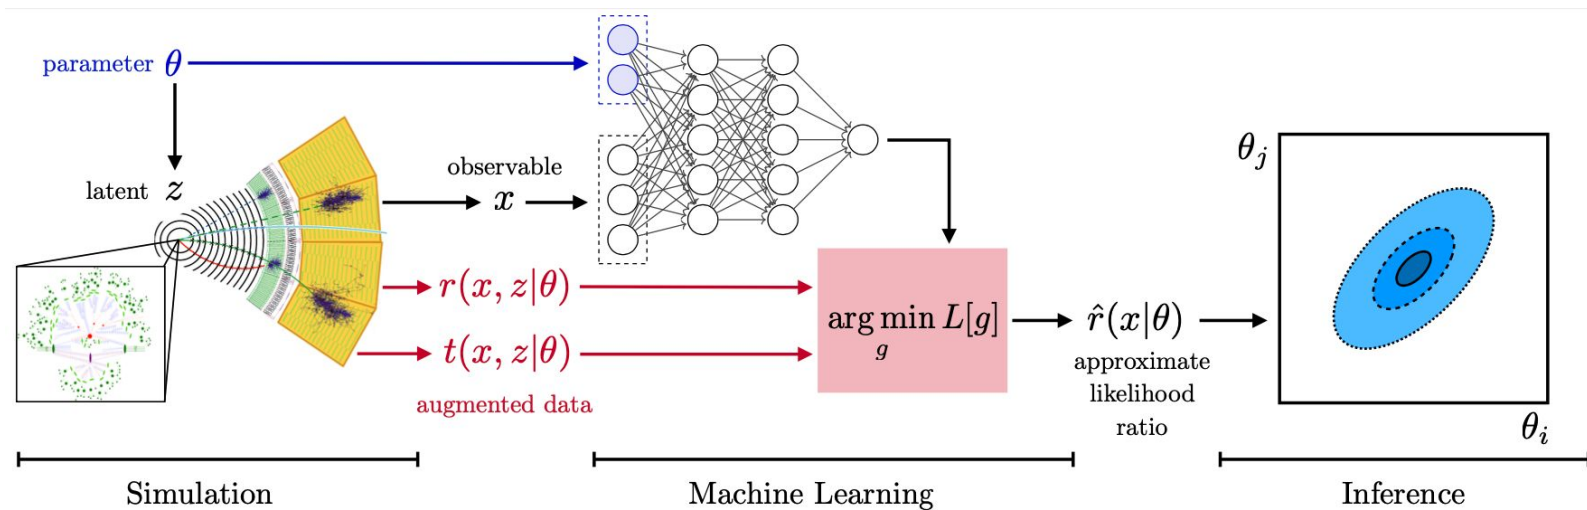 parameter θ
latent z
observable
x
r(x, z|θ)
t(x, z|θ)
augmented data
arg min L[g]
g
r̂(x|θ)
approximate
likelihood
ratio
θj
θi
Simulation
Machine Learning
Inference